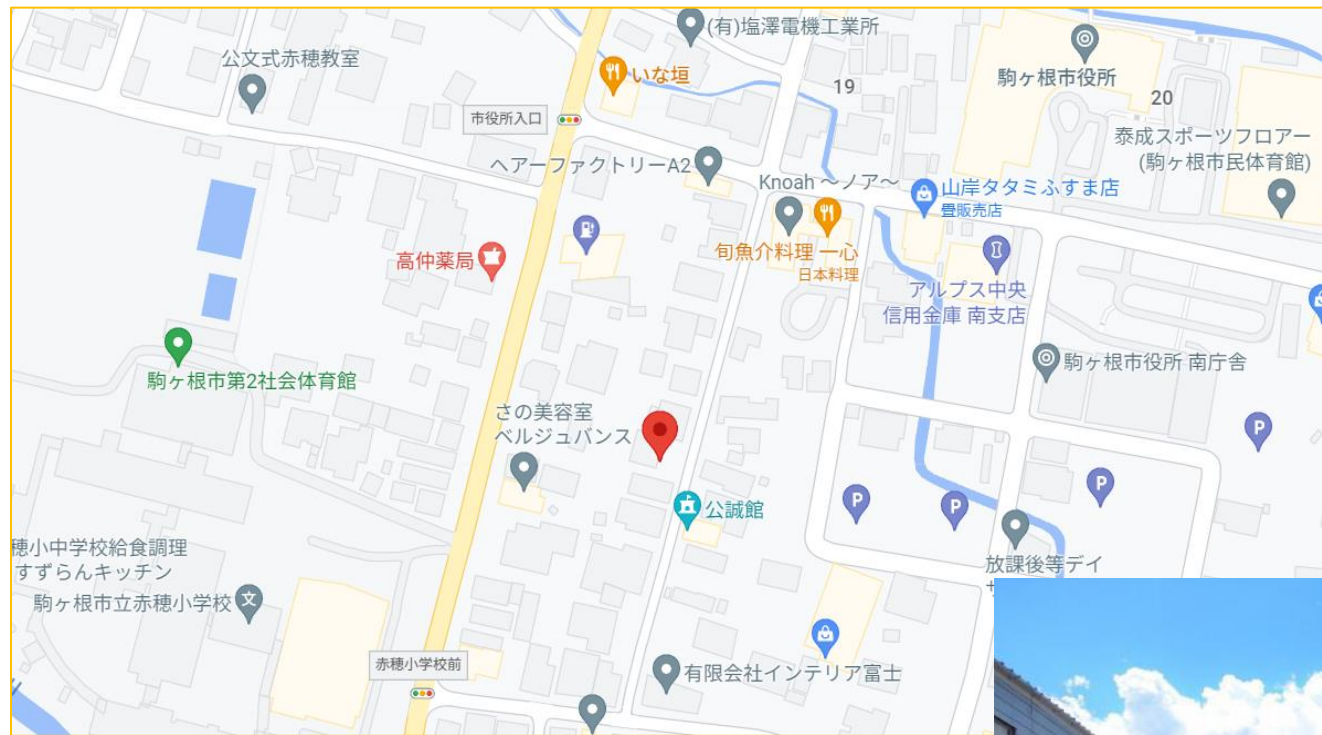 (有)塩澤電機工業所
公文式赤穂教室
いな垣
駒ヶ根市役所
19
20
市役所入口
泰成スポーツフロアー
(駒ヶ根市民体育館)
ヘアーファクトリーA2
Knoah ～ノア～
山岸タタミふすま店
畳販売店
旬魚介料理 一心
日本料理
高仲薬局
アルプス中央
信用金庫 南支店
駒ヶ根市役所 南庁舎
駒ヶ根市第2社会体育館
さの美容室
ベルジュバンス
P
P
P
P
公誠館
穂小中学校給食調理
すずらんキッチン
放課後等デイ
駒ヶ根市立赤穂小学校
文
赤穂小学校前
有限会社インテリア富士